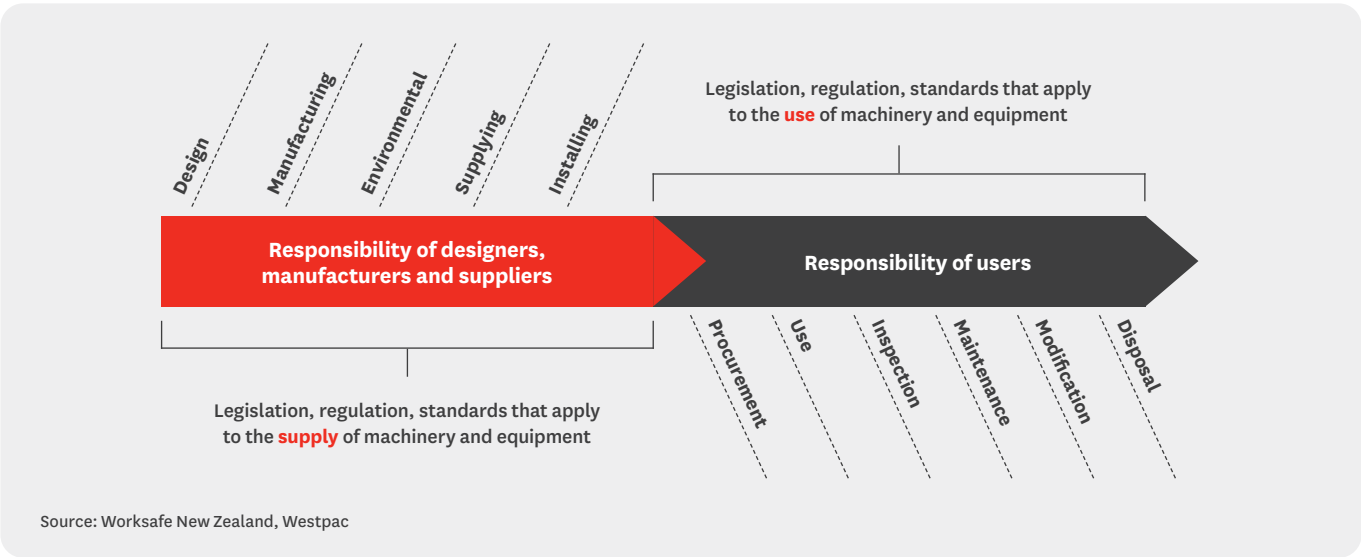 Design
Manufacturing
Environmental
Supplying
Installing
Legislation, regulation, standards that apply
to the use of machinery and equipment
Responsibility of designers,
manufacturers and suppliers
Responsibility of users
Legislation, regulation, standards that apply
to the supply of machinery and equipment
Procurement
Use
Inspection
Maintenance
Modification
Disposal
Source: Worksafe New Zealand, Westpac